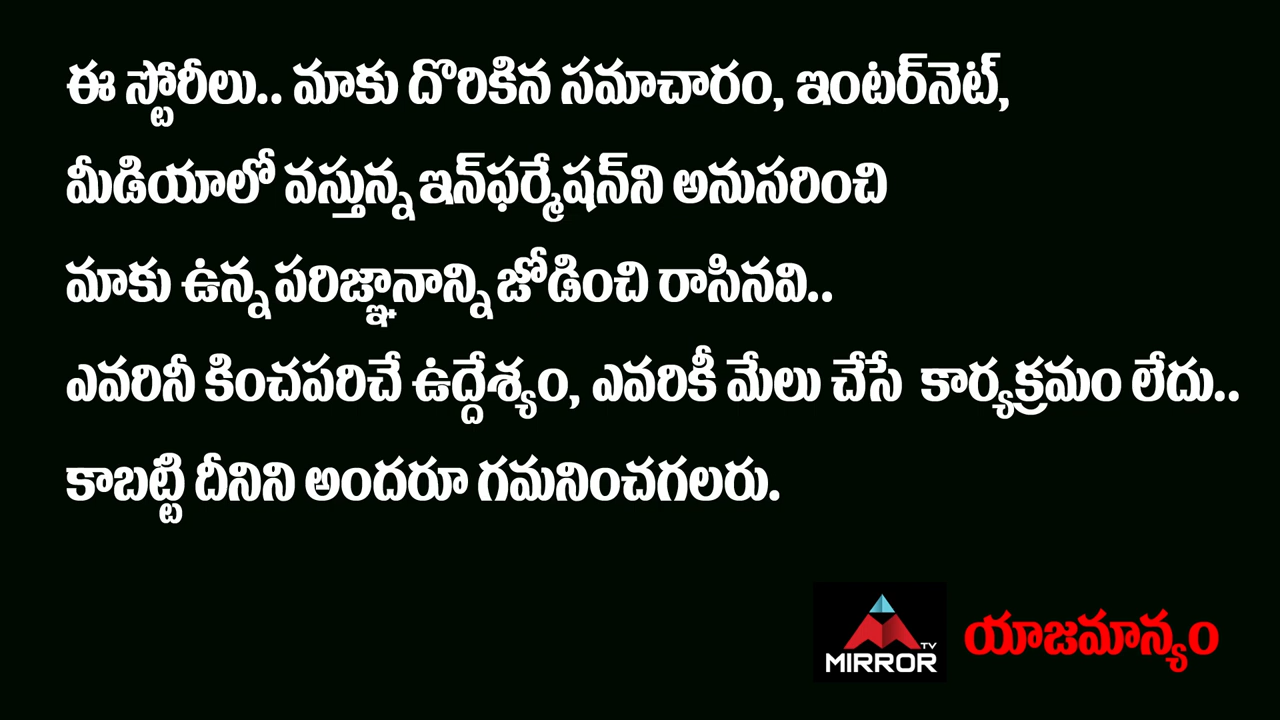 ఈ స్టోరీలు.. మాకు దొరికిన సమాచారం, ఇంటర్‌నెట్,
మీడియాలో వస్తున్న ఇన్‌ఫర్మేషన్‌ని అనుసరించి
మాకు ఉన్న పరిజ్ఞానాన్ని జోడించి రాసినవి..
ఎవరినీ కించపరిచే ఉద్దేశ్యం, ఎవరికీ మేలు చేసే కార్యక్రమం లేదు..
కాబట్టి దీనిని అందరూ గమనించగలరు.
TV
MIRROR
యాజమాన్యం